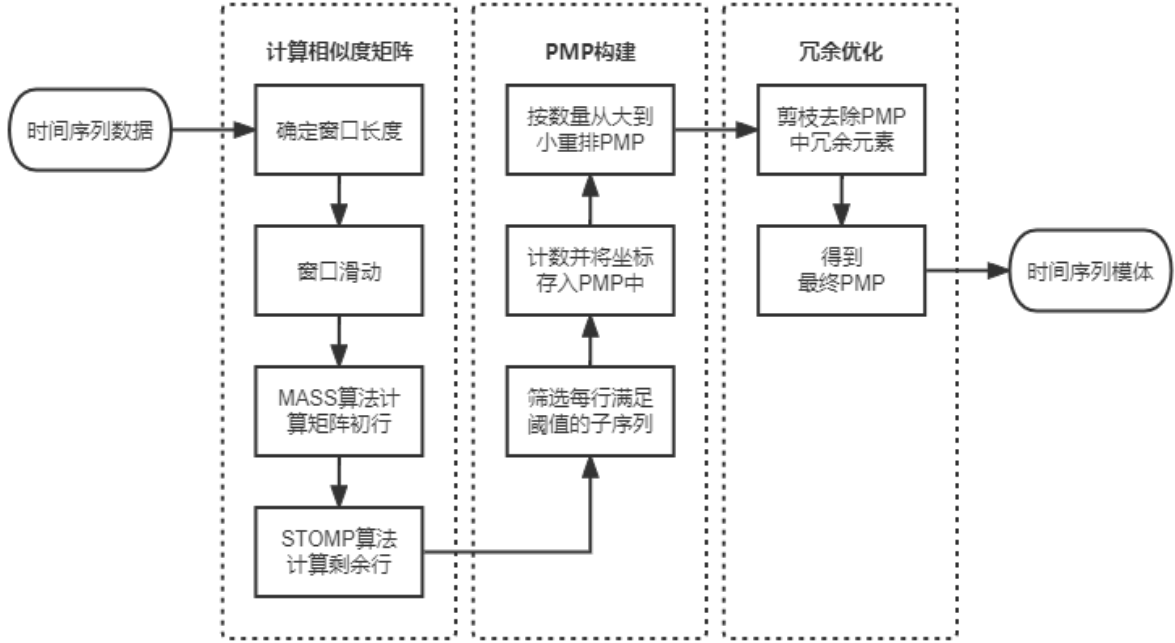 时间序列数据
计算相似度矩阵
确定窗口长度
窗口滑动
MASS算法计
算矩阵初行
STOMP算法
计算剩余行
PMP构建
按数量从大到
小重排PMP
计数并将坐标
存入PMP中
筛选每行满足
阈值的子序列
冗余优化
剪枝去除PMP
中冗余元素
得到
最终PMP
时间序列模体